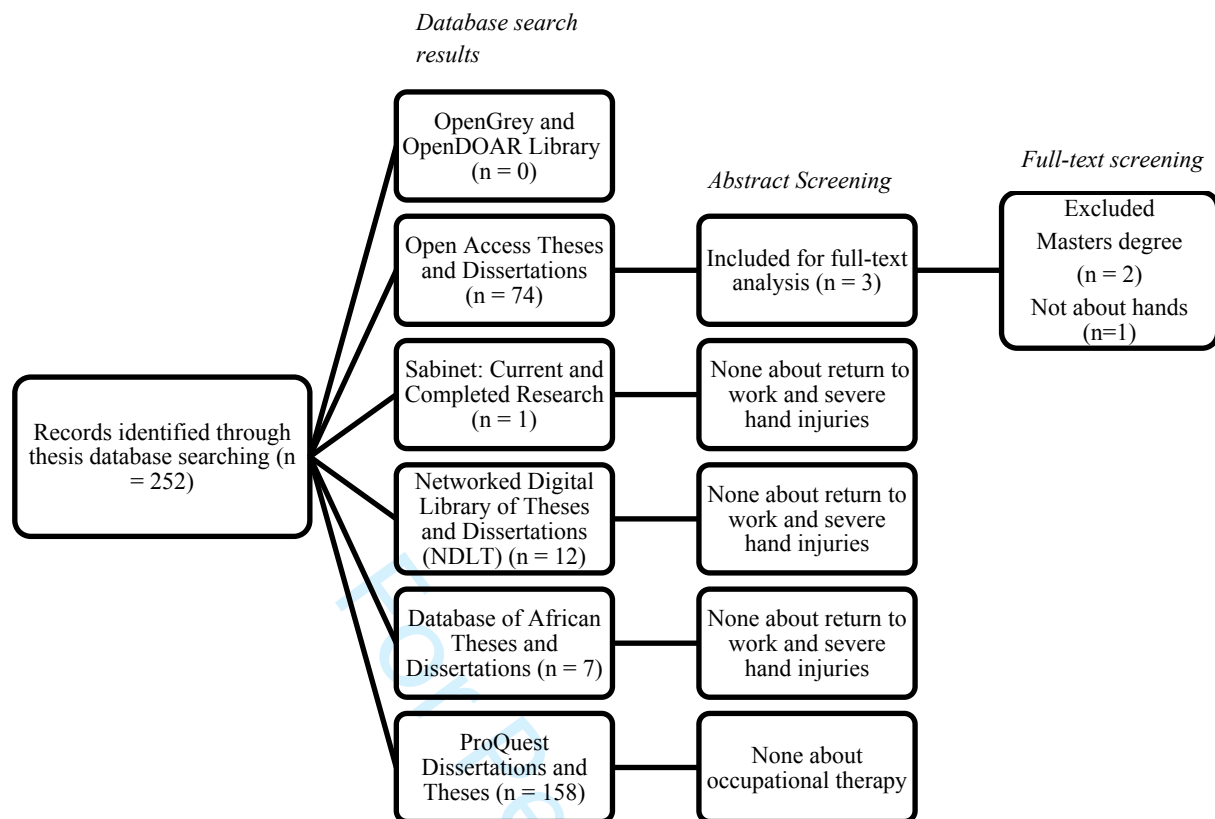 Database search
results
OpenGrey and
OpenDOAR Library
(n = 0)
Full-text screening
Abstract Screening
Excluded
Masters degree
(n = 2)
Not about hands
(n=1)
Open Access Theses
and Dissertations
(n = 74)
Included for full-text
analysis (n = 3)
Sabinet: Current and
Completed Research
(n = 1)
None about return to
work and severe
hand injuries
Records identified through
thesis database searching (n
= 252)
Networked Digital
Library of Theses
and Dissertations
(NDLT) (n = 12)
None about return to
work and severe
hand injuries
Database of African
Theses and
Dissertations (n = 7)
None about return to
work and severe
hand injuries
ProQuest
Dissertations and
Theses (n = 158)
None about
occupational therapy
For Pe